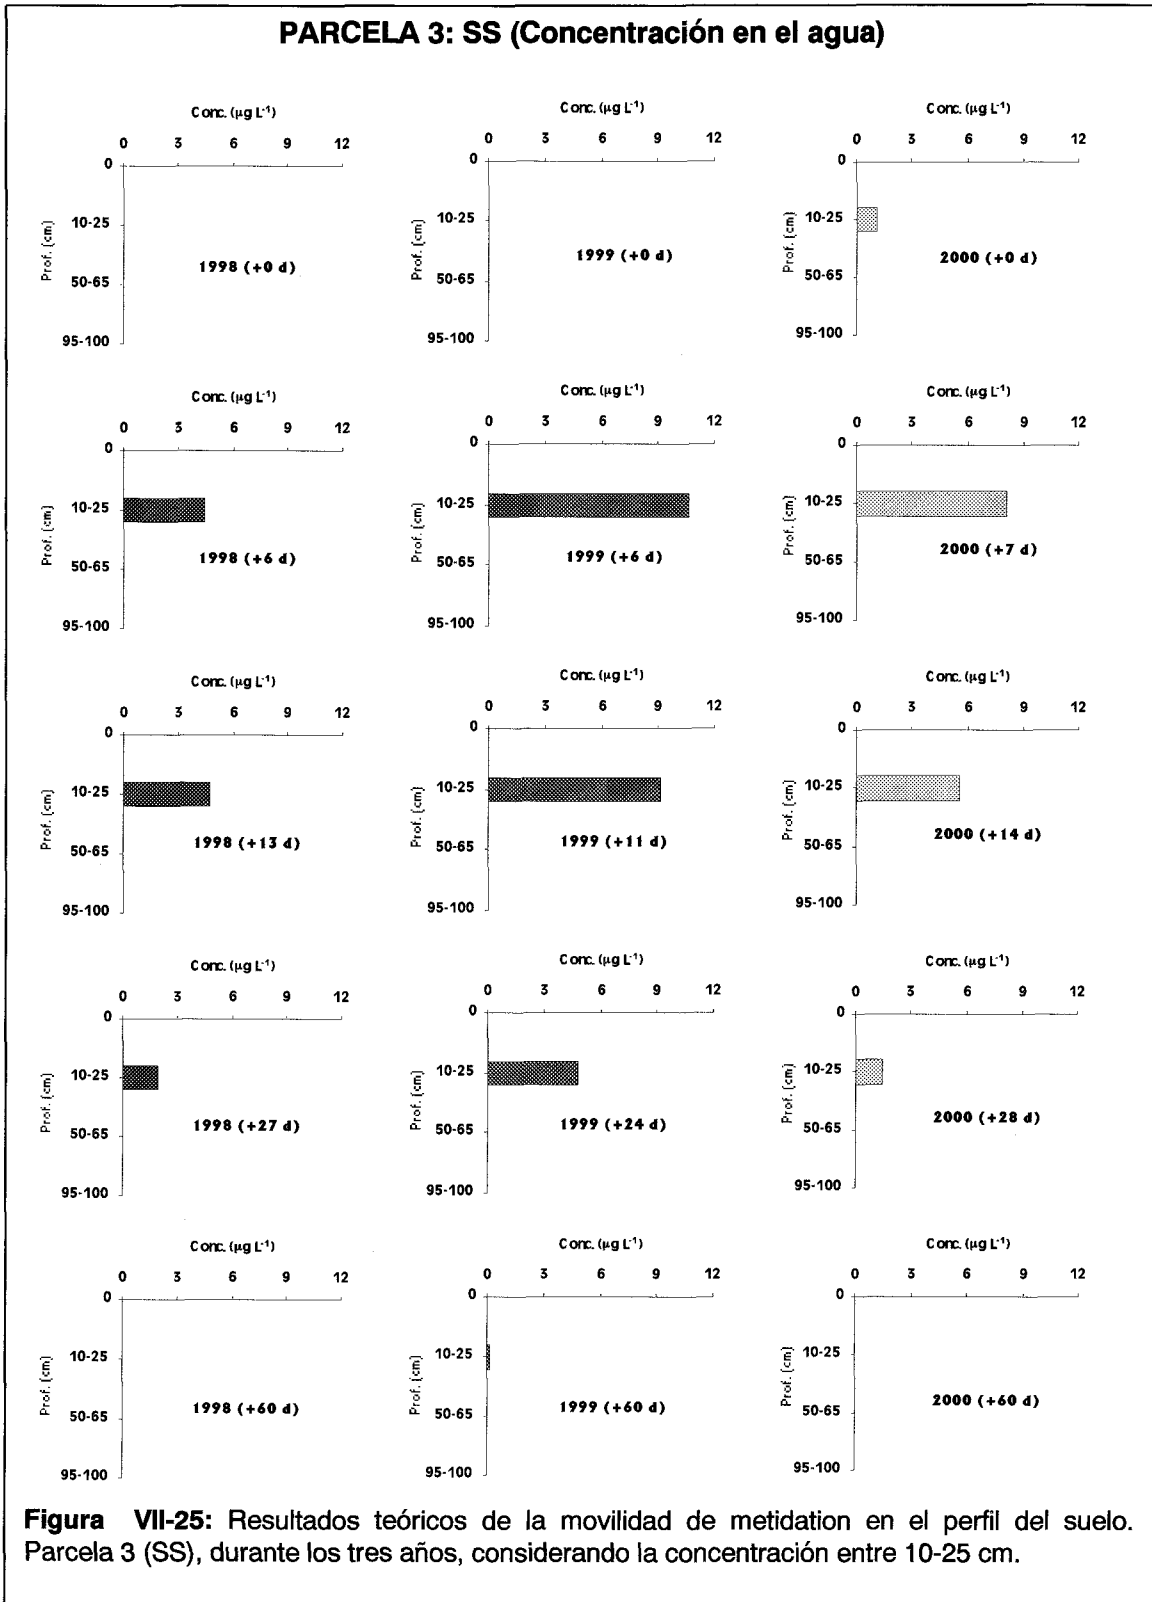 PARCELA 3: SS (Concentración en el agua)
Conc. (µg L⁻¹)
0 3 6 9 12
0
10-25
50-65
95-100
Prof. (cm)
1998 (+0 d)
Conc. (µg L⁻¹)
0 3 6 9 12
0
10-25
50-65
95-100
Prof. (cm)
1999 (+0 d)
Conc. (µg L⁻¹)
0 3 6 9 12
0
10-25
50-65
95-100
Prof. (cm)
2000 (+0 d)
Conc. (µg L⁻¹)
0 3 6 9 12
0
10-25
50-65
95-100
Prof. (cm)
1998 (+6 d)
Conc. (µg L⁻¹)
0 3 6 9 12
0
10-25
50-65
95-100
Prof. (cm)
1999 (+6 d)
Conc. (µg L⁻¹)
0 3 6 9 12
0
10-25
50-65
95-100
Prof. (cm)
2000 (+7 d)
Conc. (µg L⁻¹)
0 3 6 9 12
0
10-25
50-65
95-100
Prof. (cm)
1998 (+13 d)
Conc. (µg L⁻¹)
0 3 6 9 12
0
10-25
50-65
95-100
Prof. (cm)
1999 (+11 d)
Conc. (µg L⁻¹)
0 3 6 9 12
0
10-25
50-65
95-100
Prof. (cm)
2000 (+14 d)
Conc. (µg L⁻¹)
0 3 6 9 12
0
10-25
50-65
95-100
Prof. (cm)
1998 (+27 d)
Conc. (µg L⁻¹)
0 3 6 9 12
0
10-25
50-65
95-100
Prof. (cm)
1999 (+24 d)
Conc. (µg L⁻¹)
0 3 6 9 12
0
10-25
50-65
95-100
Prof. (cm)
2000 (+28 d)
Conc. (µg L⁻¹)
0 3 6 9 12
0
10-25
50-65
95-100
Prof. (cm)
1998 (+60 d)
Conc. (µg L⁻¹)
0 3 6 9 12
0
10-25
50-65
95-100
Prof. (cm)
1999 (+60 d)
Conc. (µg L⁻¹)
0 3 6 9 12
0
10-25
50-65
95-100
Prof. (cm)
2000 (+60 d)
Figura VII-25: Resultados teóricos de la movilidad de metidation en el perfil del suelo.
Parcela 3 (SS), durante los tres años, considerando la concentración entre 10-25 cm.